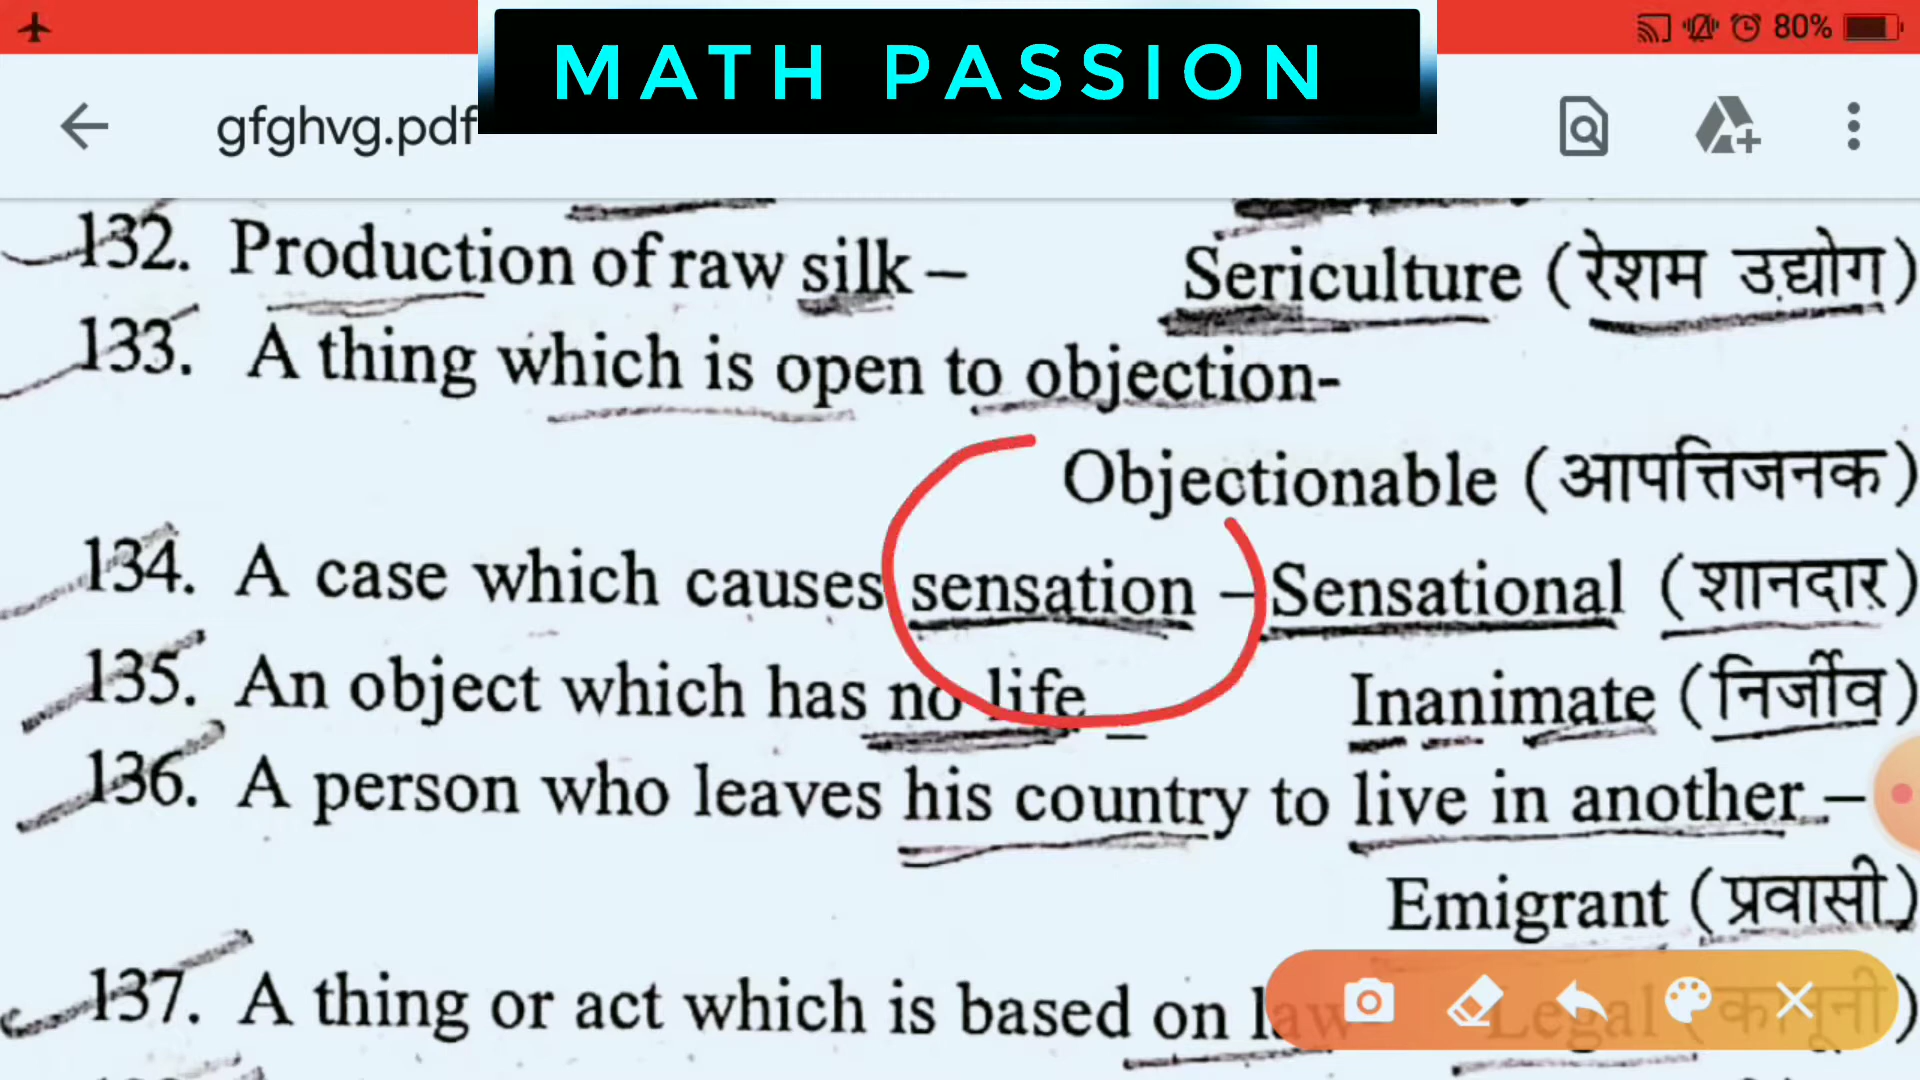 80%
MATH PASSION
gfghvg.pdf
132. Production of raw silk – Sericulture (रेशम उद्योग)
133. A thing which is open to objection-
Objectionable (आपत्तिजनक)
134. A case which causes sensation – Sensational (शानदार)
135. An object which has no life – Inanimate (निर्जीव)
136. A person who leaves his country to live in another –
Emigrant (प्रवासी)
137. A thing or act which is based on law Legal (कानूनी)